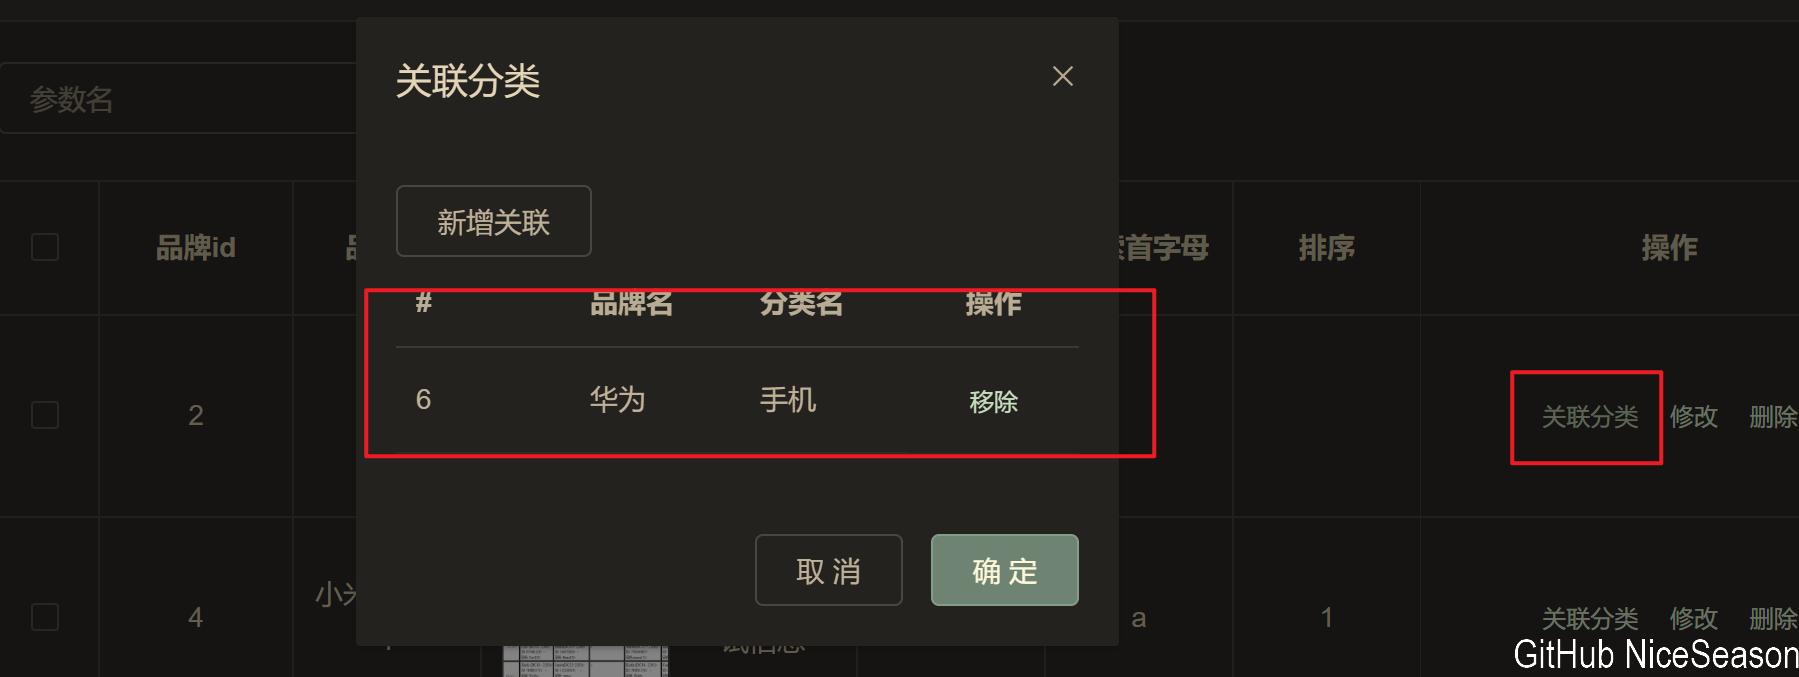 关联分类
参数名
新增关联
品牌id
首字母
排序
操作
# 品牌名 分类名 操作
6 华为 手机 移除
2
关联分类 修改 删除
取消 确定
4
小
a
1
关联分类 修改 删除
GitHub NiceSeason